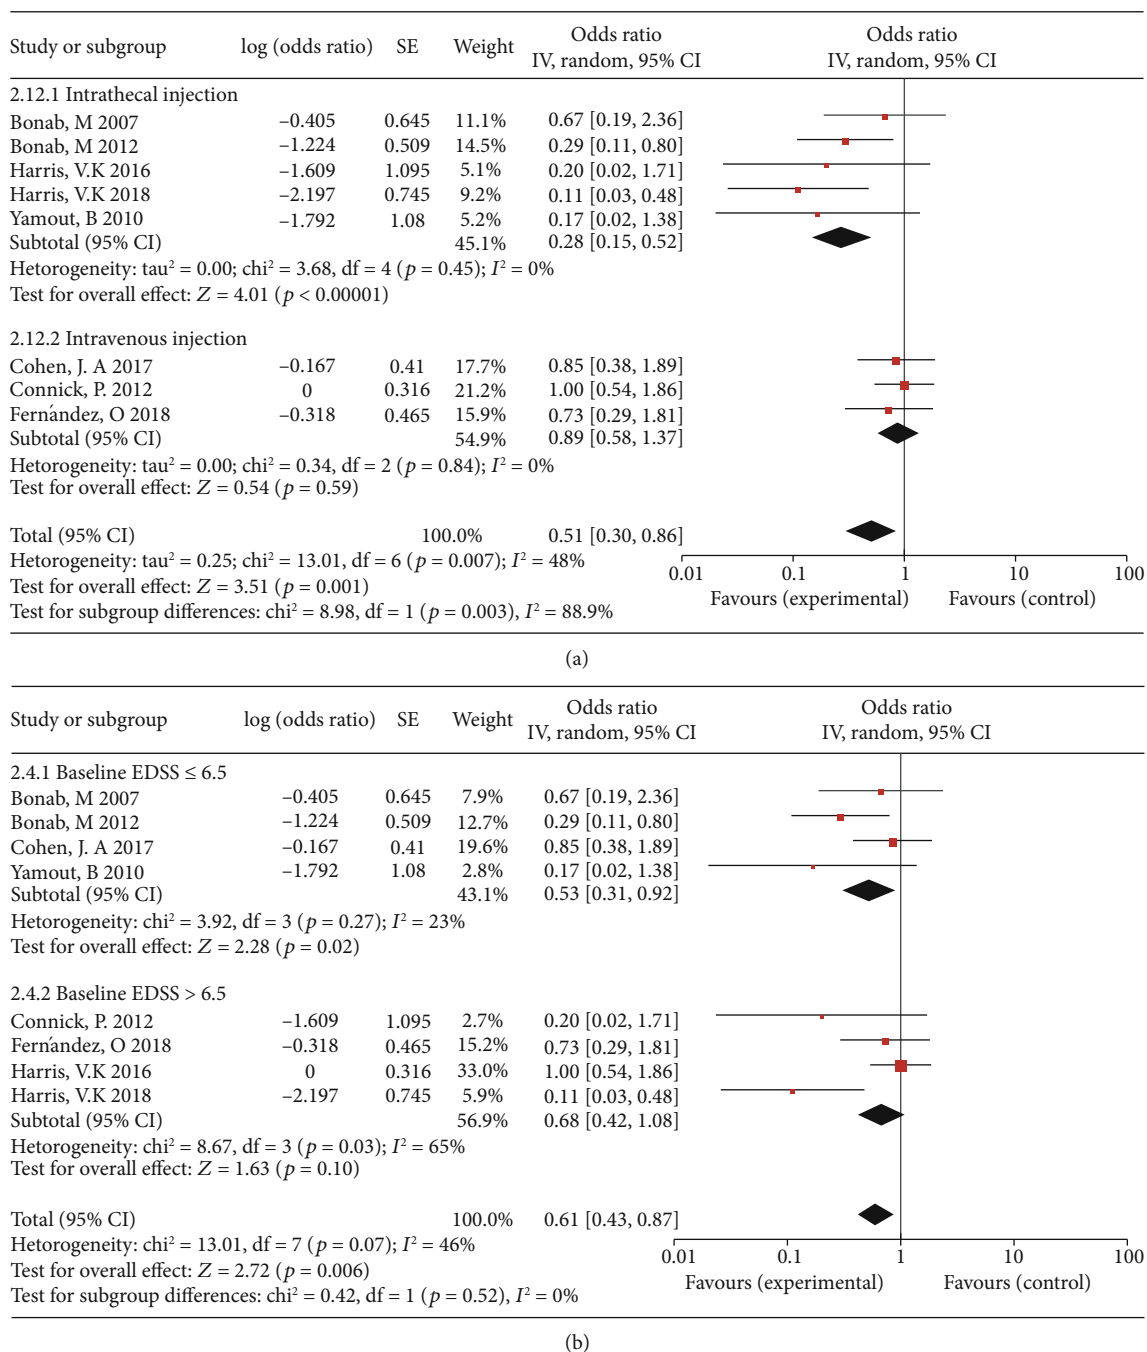 Study or subgroup log (odds ratio) SE Weight Odds ratio IV, random, 95% CI Odds ratio IV, random, 95% CI
2.12.1 Intrathecal injection
Bonab, M 2007 –0.405 0.645 11.1% 0.67 [0.19, 2.36]
Bonab, M 2012 –1.224 0.509 14.5% 0.29 [0.11, 0.80]
Harris, V.K 2016 –1.609 1.095 5.1% 0.20 [0.02, 1.71]
Harris, V.K 2018 –2.197 0.745 9.2% 0.11 [0.03, 0.48]
Yamout, B 2010 –1.792 1.08 5.2% 0.17 [0.02, 1.38]
Subtotal (95% CI) 45.1% 0.28 [0.15, 0.52]
Hetorogeneity: tau² = 0.00; chi² = 3.68, df = 4 (p = 0.45); I² = 0%
Test for overall effect: Z = 4.01 (p < 0.00001)
2.12.2 Intravenous injection
Cohen, J. A 2017 –0.167 0.41 17.7% 0.85 [0.38, 1.89]
Connick, P. 2012 0 0.316 21.2% 1.00 [0.54, 1.86]
Fernández, O 2018 –0.318 0.465 15.9% 0.73 [0.29, 1.81]
Subtotal (95% CI) 54.9% 0.89 [0.58, 1.37]
Hetorogeneity: tau² = 0.00; chi² = 0.34, df = 2 (p = 0.84); I² = 0%
Test for overall effect: Z = 0.54 (p = 0.59)
Total (95% CI) 100.0% 0.51 [0.30, 0.86]
Hetorogeneity: tau² = 0.25; chi² = 13.01, df = 6 (p = 0.007); I² = 48%
Test for overall effect: Z = 3.51 (p = 0.001)
Test for subgroup differences: chi² = 8.98, df = 1 (p = 0.003), I² = 88.9%
0.01 0.1 1 10 100
Favours (experimental) Favours (control)
(a)
Study or subgroup log (odds ratio) SE Weight Odds ratio IV, random, 95% CI Odds ratio IV, random, 95% CI
2.4.1 Baseline EDSS ≤ 6.5
Bonab, M 2007 –0.405 0.645 7.9% 0.67 [0.19, 2.36]
Bonab, M 2012 –1.224 0.509 12.7% 0.29 [0.11, 0.80]
Cohen, J. A 2017 –0.167 0.41 19.6% 0.85 [0.38, 1.89]
Yamout, B 2010 –1.792 1.08 2.8% 0.17 [0.02, 1.38]
Subtotal (95% CI) 43.1% 0.53 [0.31, 0.92]
Hetorogeneity: chi² = 3.92, df = 3 (p = 0.27); I² = 23%
Test for overall effect: Z = 2.28 (p = 0.02)
2.4.2 Baseline EDSS > 6.5
Connick, P. 2012 –1.609 1.095 2.7% 0.20 [0.02, 1.71]
Fernández, O 2018 –0.318 0.465 15.2% 0.73 [0.29, 1.81]
Harris, V.K 2016 0 0.316 33.0% 1.00 [0.54, 1.86]
Harris, V.K 2018 –2.197 0.745 5.9% 0.11 [0.03, 0.48]
Subtotal (95% CI) 56.9% 0.68 [0.42, 1.08]
Hetorogeneity: chi² = 8.67, df = 3 (p = 0.03); I² = 65%
Test for overall effect: Z = 1.63 (p = 0.10)
Total (95% CI) 100.0% 0.61 [0.43, 0.87]
Hetorogeneity: chi² = 13.01, df = 7 (p = 0.07); I² = 46%
Test for overall effect: Z = 2.72 (p = 0.006)
Test for subgroup differences: chi² = 0.42, df = 1 (p = 0.52), I² = 0%
0.01 0.1 1 10 100
Favours (experimental) Favours (control)
(b)